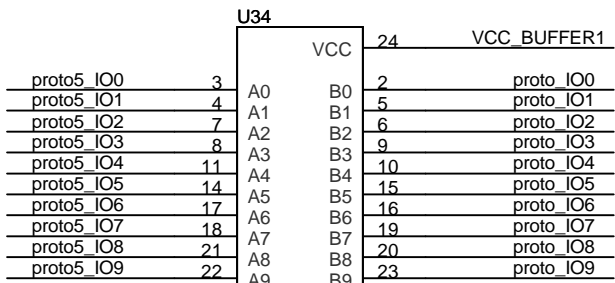 U34
VCC 24 VCC_BUFFER1
proto5_IO0 3 A0 B0 2 proto_IO0
proto5_IO1 4 A1 B1 5 proto_IO1
proto5_IO2 7 A2 B2 6 proto_IO2
proto5_IO3 8 A3 B3 9 proto_IO3
proto5_IO4 11 A4 B4 10 proto_IO4
proto5_IO5 14 A5 B5 15 proto_IO5
proto5_IO6 17 A6 B6 16 proto_IO6
proto5_IO7 18 A7 B7 19 proto_IO7
proto5_IO8 21 A8 B8 20 proto_IO8
proto5_IO9 22 A9 B9 23 proto_IO9